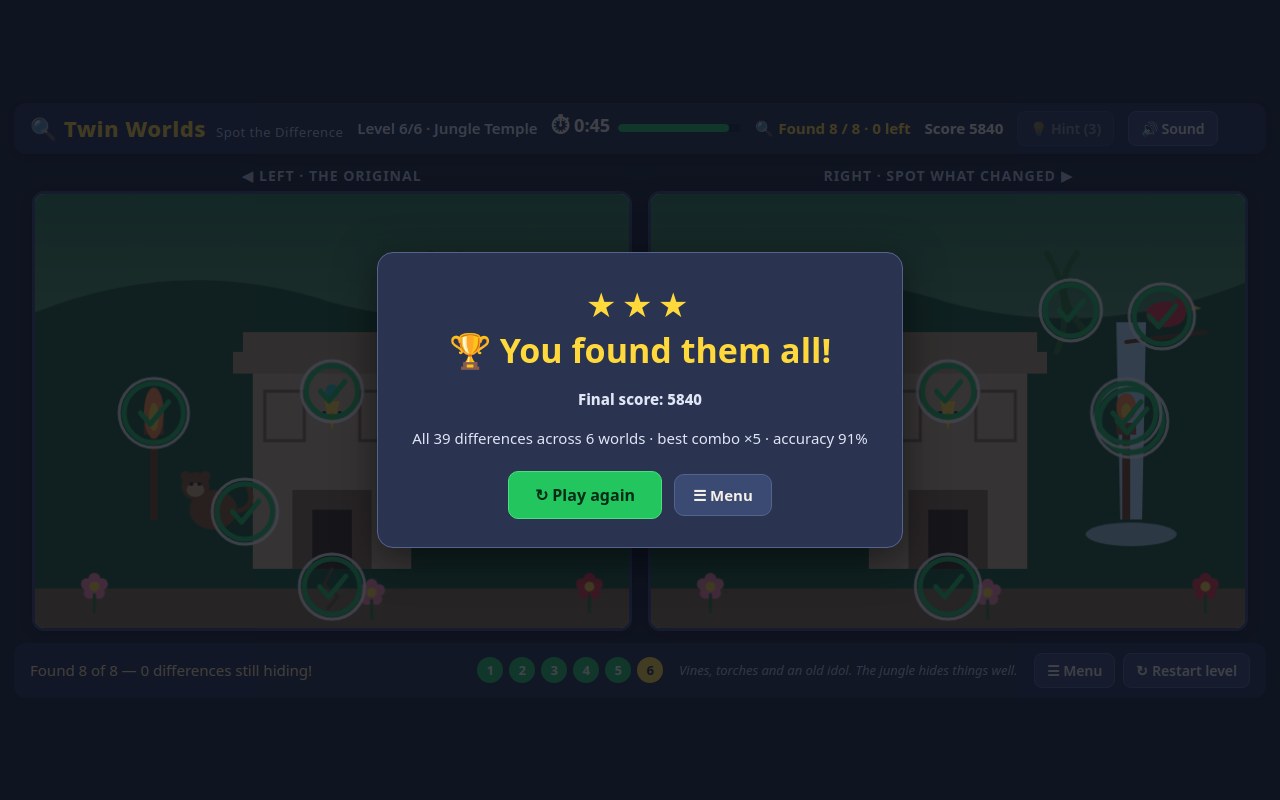 🔍 Twin Worlds Spot the Difference Level 6/6 · Jungle Temple ⏱ 0:45 🔍 Found 8 / 8 · 0 left Score 5840 💡 Hint (3) 🔊 Sound
◀ LEFT · THE ORIGINAL
RIGHT · SPOT WHAT CHANGED ▶
★ ★ ★
🏆 You found them all!
Final score: 5840
All 39 differences across 6 worlds · best combo ×5 · accuracy 91%
↻ Play again ☰ Menu
Found 8 of 8 — 0 differences still hiding! 1 2 3 4 5 6 Vines, torches and an old idol. The jungle hides things well. ☰ Menu ↻ Restart level